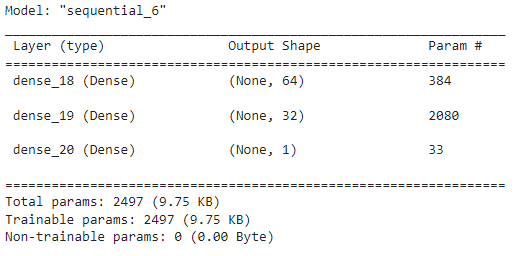 Model: "sequential_6"
Layer (type) Output Shape Param #
dense_18 (Dense) (None, 64) 384
dense_19 (Dense) (None, 32) 2080
dense_20 (Dense) (None, 1) 33
Total params: 2497 (9.75 KB)
Trainable params: 2497 (9.75 KB)
Non-trainable params: 0 (0.00 Byte)